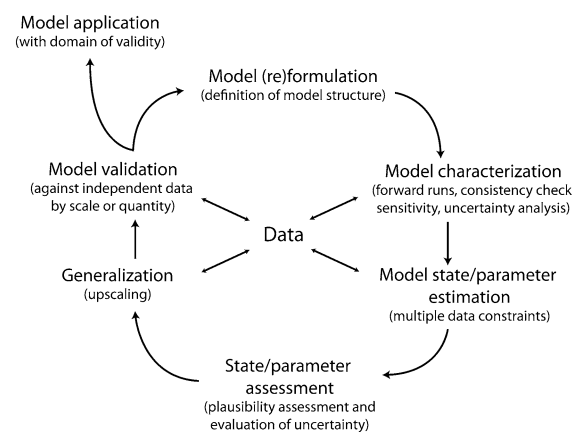 Model application
(with domain of validity)
Model (re)formulation
(definition of model structure)
Model validation
(against independent data
by scale or quantity)
Model characterization
(forward runs, consistency check
sensitivity, uncertainty analysis)
Data
Generalization
(upscaling)
Model state/parameter
estimation
(multiple data constraints)
State/parameter
assessment
(plausibility assessment and
evaluation of uncertainty)